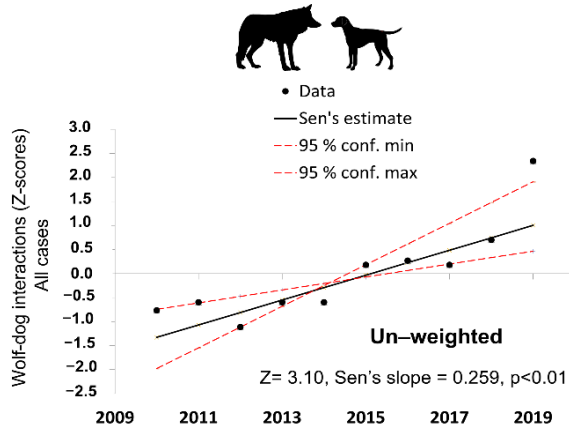 Data
Sen's estimate
95 % conf. min
95 % conf. max
Wolf-dog interactions (Z-scores)
All cases
3.0
2.5
2.0
1.5
1.0
0.5
0.0
−0.5
−1.0
−1.5
−2.0
−2.5
Un–weighted
Z= 3.10, Sen's slope = 0.259, p<0.01
2009 2011 2013 2015 2017 2019